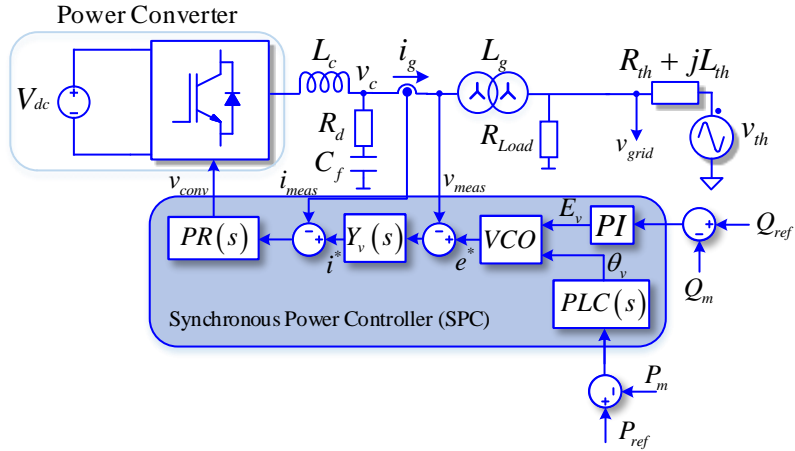 Power Converter
V_dc
L_c
v_c
i_g
L_g
R_th + jL_th
R_d
C_f
R_Load
v_grid
v_th
v_conv
i_meas
v_meas
PR(s)
i*
Y_v(s)
e*
VCO
E_v
PI
Q_ref
Q_m
θ_v
PLC(s)
Synchronous Power Controller (SPC)
P_m
P_ref